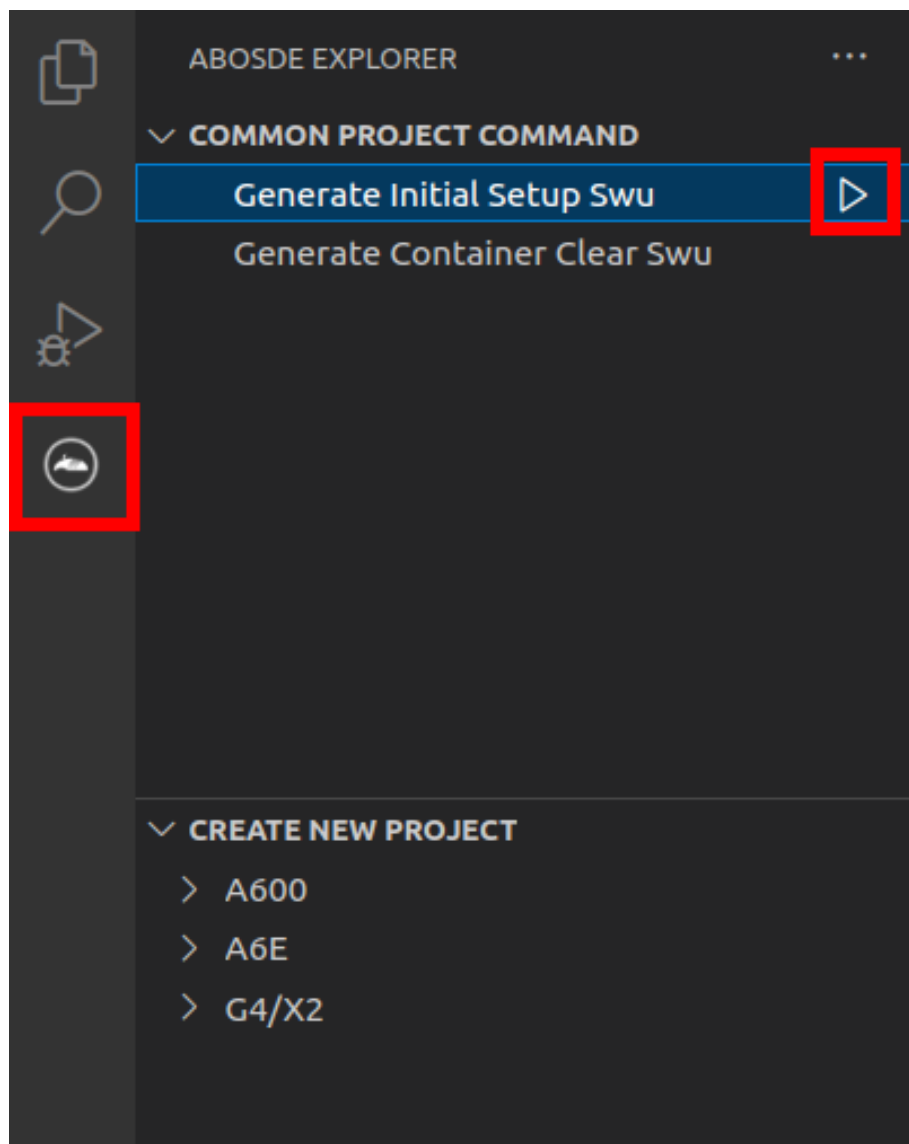 ABOSDE EXPLORER
COMMON PROJECT COMMAND
Generate Initial Setup Swu
Generate Container Clear Swu
CREATE NEW PROJECT
A600
A6E
G4/X2